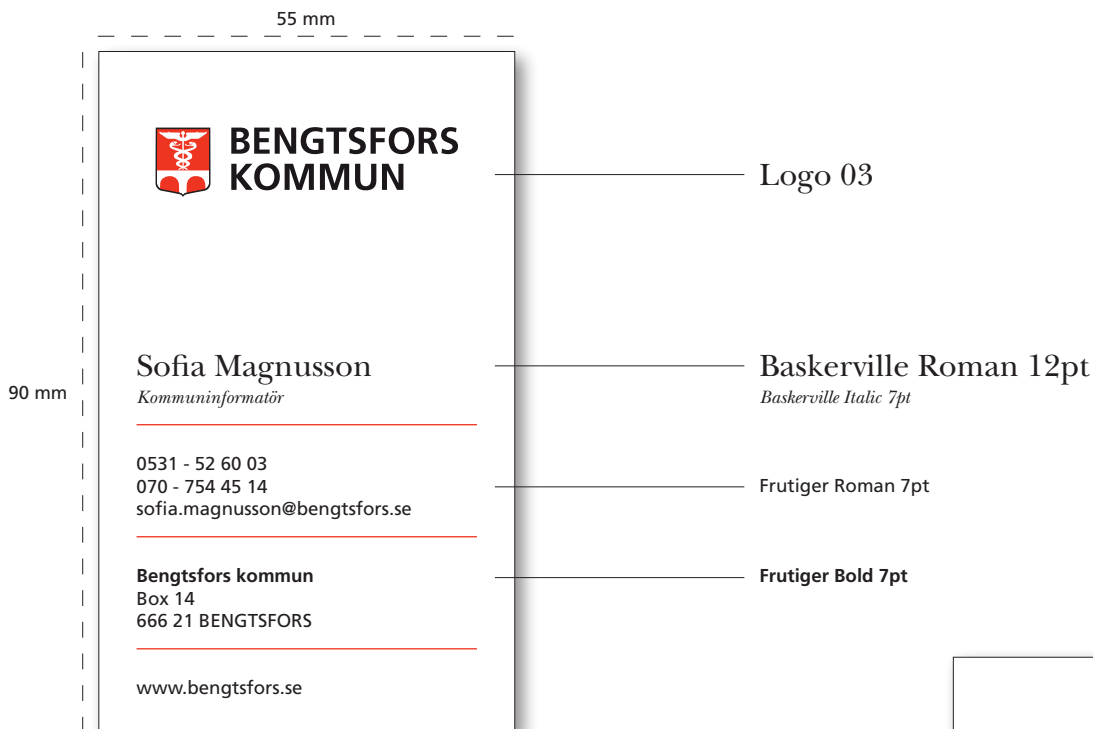 55 mm
BENGTSFORS
KOMMUN
Logo 03
Sofia Magnusson
Baskerville Roman 12pt
90 mm
Kommuninformatör
Baskerville Italic 7pt
0531 - 52 60 03
070 - 754 45 14
Frutiger Roman 7pt
sofia.magnusson@bengtsfors.se
Bengtsfors kommun
Frutiger Bold 7pt
Box 14
666 21 BENGTSFORS
www.bengtsfors.se